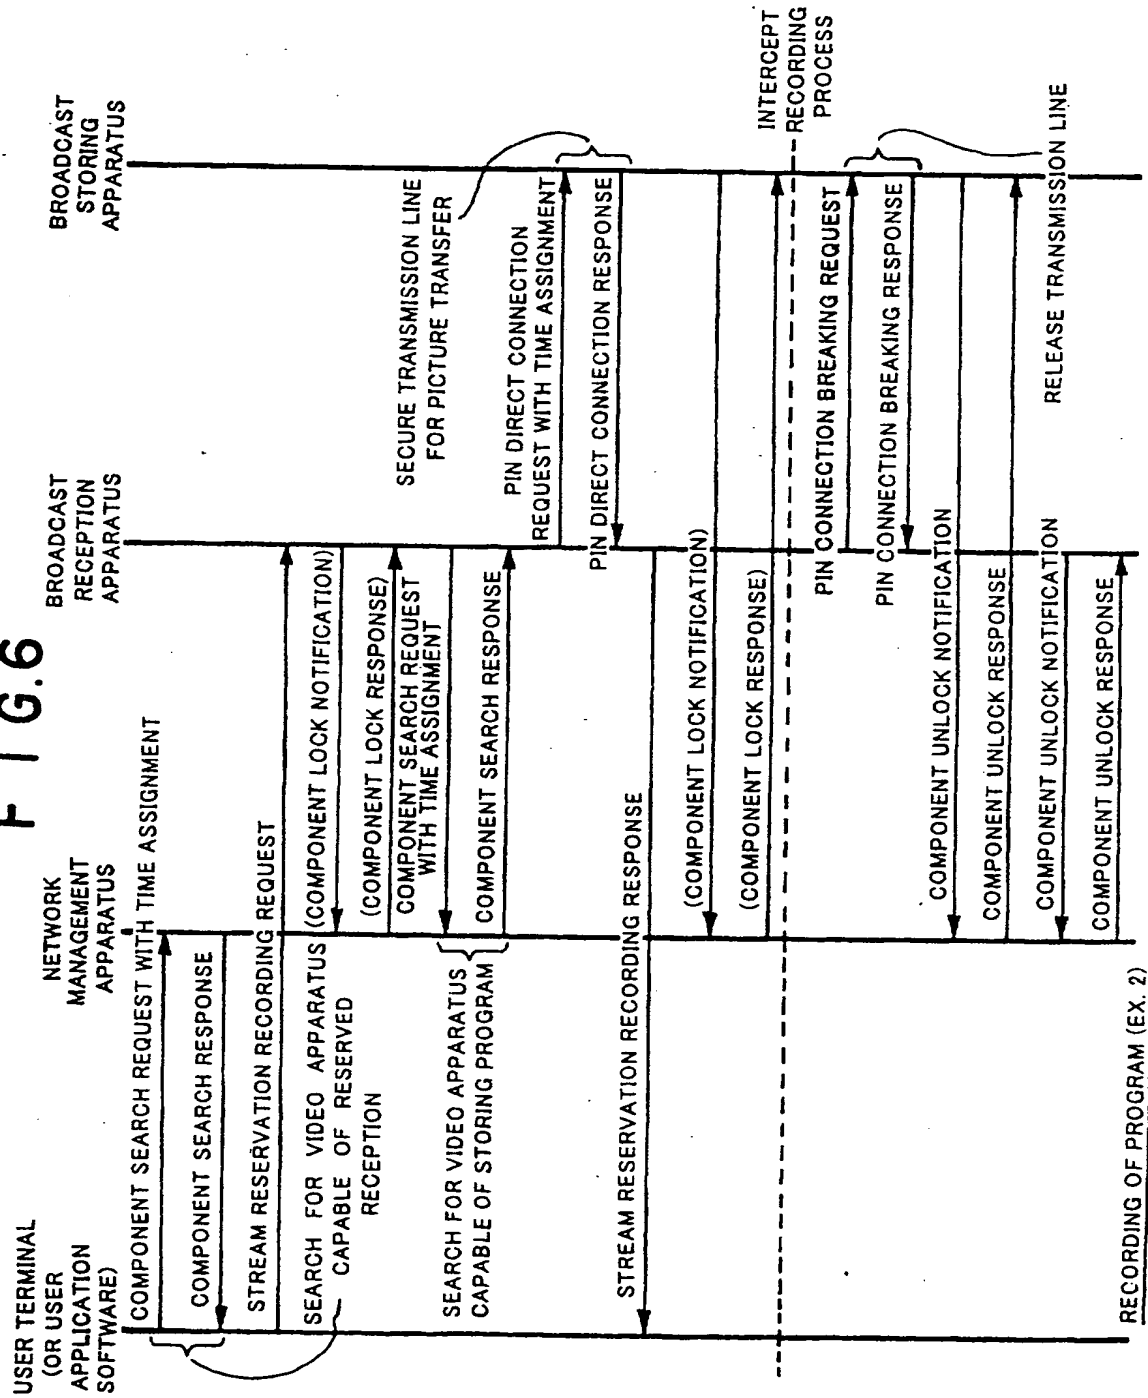 FIG.6
USER TERMINAL
(OR USER
APPLICATION
SOFTWARE)
NETWORK
MANAGEMENT
APPARATUS
BROADCAST
RECEPTION
APPARATUS
BROADCAST
STORING
APPARATUS
COMPONENT SEARCH REQUEST WITH TIME ASSIGNMENT
COMPONENT SEARCH RESPONSE
STREAM RESERVATION RECORDING REQUEST
SEARCH FOR VIDEO APPARATUS
CAPABLE OF RESERVED
RECEPTION
(COMPONENT LOCK NOTIFICATION)
(COMPONENT LOCK RESPONSE)
COMPONENT SEARCH REQUEST
WITH TIME ASSIGNMENT
SEARCH FOR VIDEO APPARATUS
CAPABLE OF STORING PROGRAM
COMPONENT SEARCH RESPONSE
SECURE TRANSMISSION LINE
FOR PICTURE TRANSFER
PIN DIRECT CONNECTION
REQUEST WITH TIME ASSIGNMENT
PIN DIRECT CONNECTION RESPONSE
STREAM RESERVATION RECORDING RESPONSE
(COMPONENT LOCK NOTIFICATION)
(COMPONENT LOCK RESPONSE)
INTERCEPT
RECORDING
PROCESS
PIN CONNECTION BREAKING REQUEST
PIN CONNECTION BREAKING RESPONSE
COMPONENT UNLOCK NOTIFICATION
COMPONENT UNLOCK RESPONSE
RELEASE TRANSMISSION LINE
COMPONENT UNLOCK NOTIFICATION
COMPONENT UNLOCK RESPONSE
RECORDING OF PROGRAM (EX. 2)